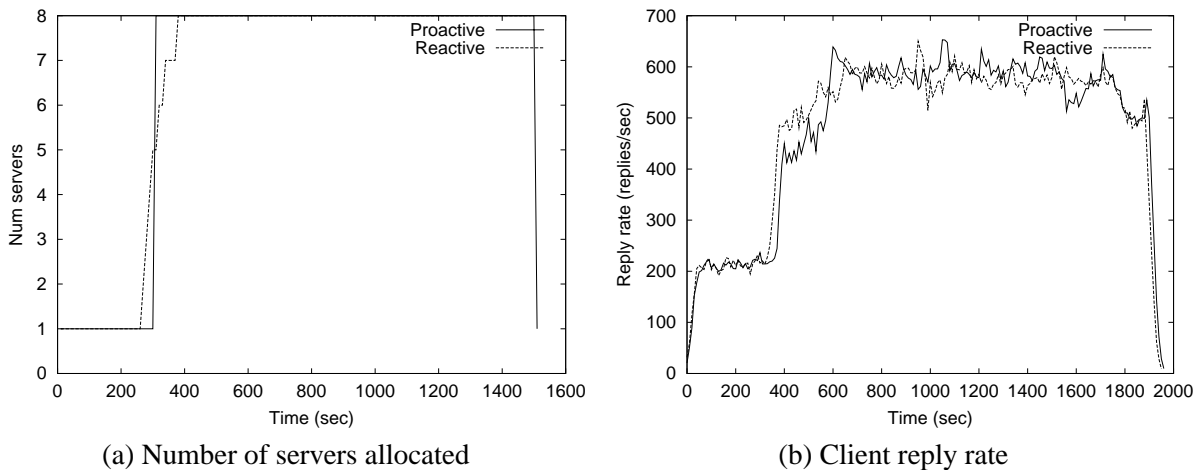 8
7
6
5
4
3
2
1
0
Num servers
0 200 400 600 800 1000 1200 1400 1600
Time (sec)
Proactive
Reactive
(a) Number of servers allocated
700
600
500
400
300
200
100
0
Reply rate (replies/sec)
0 200 400 600 800 1000 1200 1400 1600 1800 2000
Time (sec)
Proactive
Reactive
(b) Client reply rate